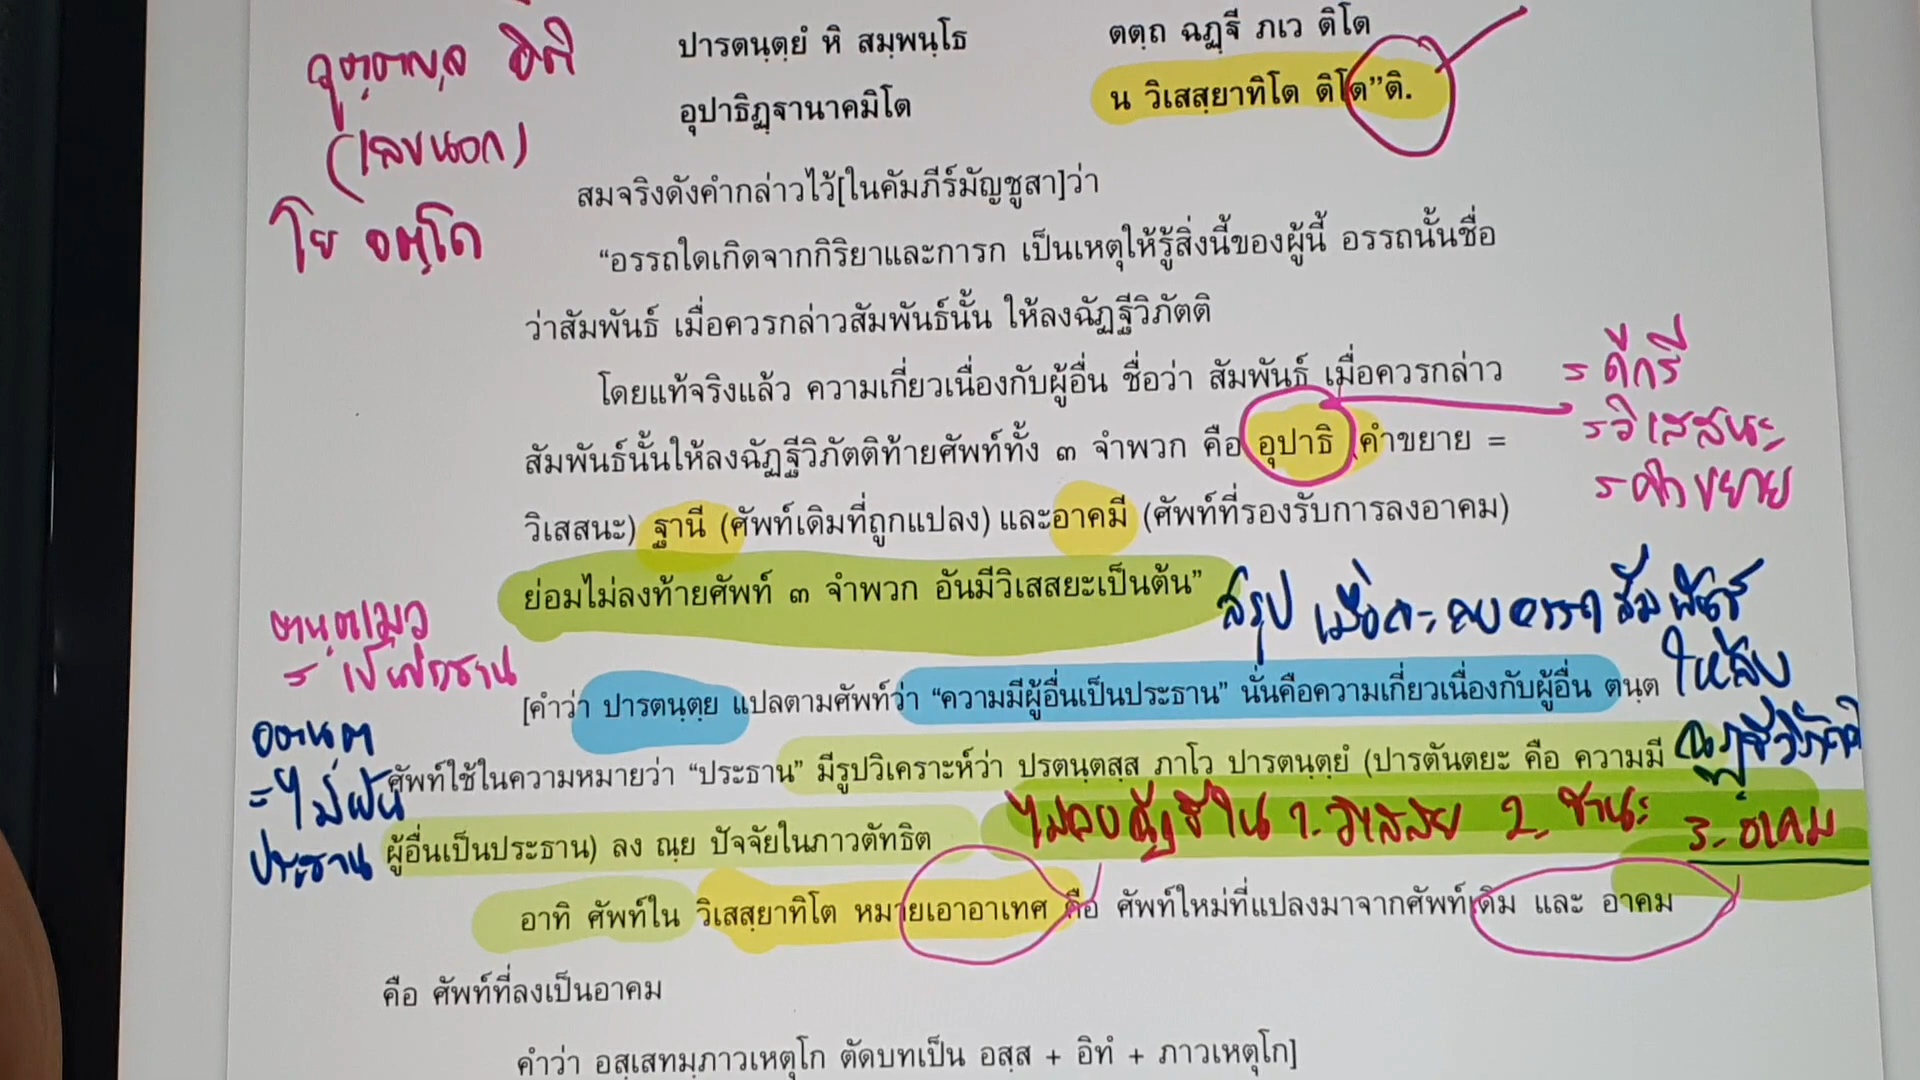 ปารตนฺตฺยํ หิ สมฺพนฺโธ ตตฺถ ฉฏฺฐี ภเว ติโต
อุปาธิฏฺฐานาคมิโต น วิเสสฺยาทิโต ติโต”ติ.
สมจริงดังคำกล่าวไว้[ในคัมภีร์มัญชูสา]ว่า
“อรรถใดเกิดจากกิริยาและการก เป็นเหตุให้รู้สิ่งนี้ของผู้นี้ อรรถนั้นชื่อ
ว่าสัมพันธ์ เมื่อควรกล่าวสัมพันธ์นั้น ให้ลงฉัฏฐีวิภัตติ
โดยแท้จริงแล้ว ความเกี่ยวเนื่องกับผู้อื่น ชื่อว่า สัมพันธ์ เมื่อควรกล่าว
= วิเสสนะ
สัมพันธ์นั้นให้ลงฉัฏฐีวิภัตติท้ายศัพท์ทั้ง ๓ จำพวก คือ อุปาธิ (คำขยาย =
= คำขยาย
วิเสสนะ) ฐานี (ศัพท์เดิมที่ถูกแปลง) และอาคมี (ศัพท์ที่รองรับการลงอาคม)
ย่อมไม่ลงท้ายศัพท์ ๓ จำพวก อันมีวิเสสยะเป็นต้น”
สรุป เมื่อ อรรถ สัมพันธ์
ให้ลง
ฉฏฺฐีวิภัตติ
= เป็นประธาน
[คำว่า ปารตนฺตฺย แปลตามศัพท์ว่า “ความมีผู้อื่นเป็นประธาน” นั่นคือความเกี่ยวเนื่องกับผู้อื่น ตนฺต
ศัพท์ใช้ในความหมายว่า “ประธาน” มีรูปวิเคราะห์ว่า ปรตนฺตสฺส ภาโว ปารตนฺตฺยํ (ปารตันตยะ คือ ความมี
= ไม่เป็น
ประธาน
ไม่ลงฉัฏฐีใน 1. วิเสสย 2. ฐานะ 3. อาคม
ผู้อื่นเป็นประธาน) ลง ณฺย ปัจจัยในภาวตัทธิต
อาทิ ศัพท์ใน วิเสสฺยาทิโต หมายเอาอาเทศ คือ ศัพท์ใหม่ที่แปลงมาจากศัพท์เดิม และ อาคม
คือ ศัพท์ที่ลงเป็นอาคม
คำว่า อสฺเสทมฺภาวเหตุโก ตัดบทเป็น อสฺส + อิทํ + ภาวเหตุโก]